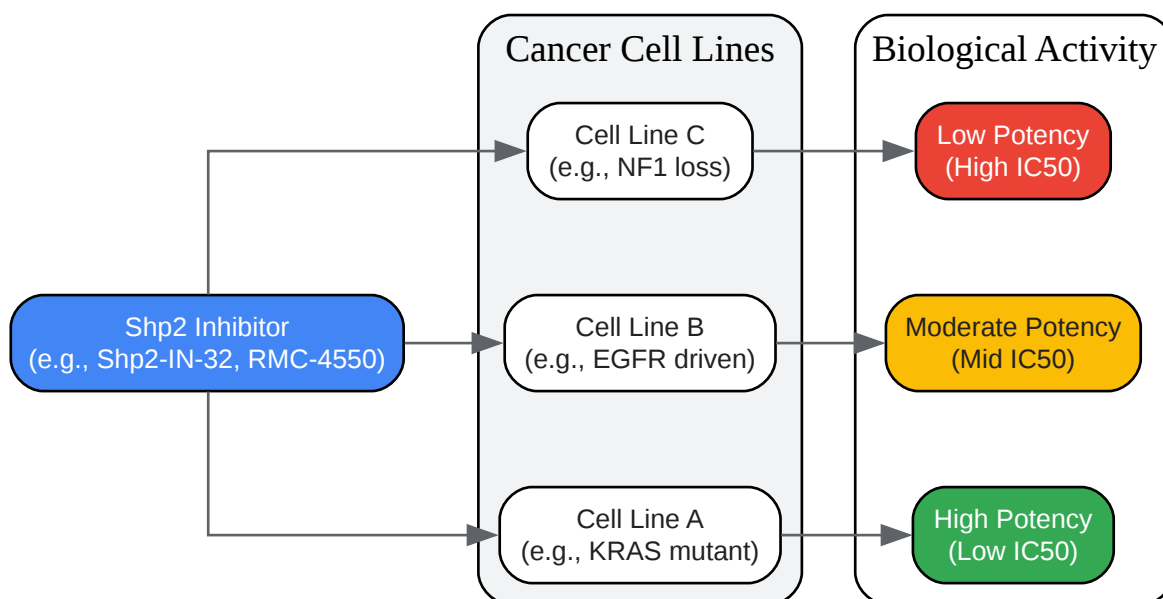 Cancer Cell Lines
Biological Activity
Cell Line C
(e.g., NF1 loss)
Low Potency
(High IC50)
Shp2 Inhibitor
(e.g., Shp2-IN-32, RMC-4550)
Cell Line B
(e.g., EGFR driven)
Moderate Potency
(Mid IC50)
Cell Line A
(e.g., KRAS mutant)
High Potency
(Low IC50)